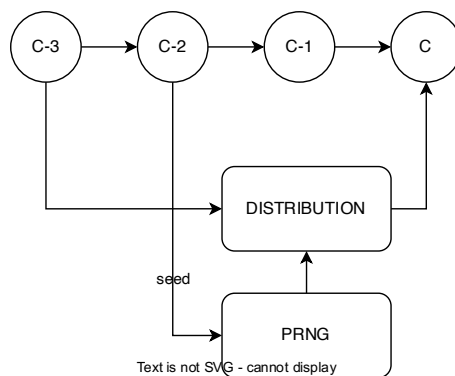 C-3
C-2
C-1
C
DISTRIBUTION
seed
PRNG
Text is not SVG - cannot display